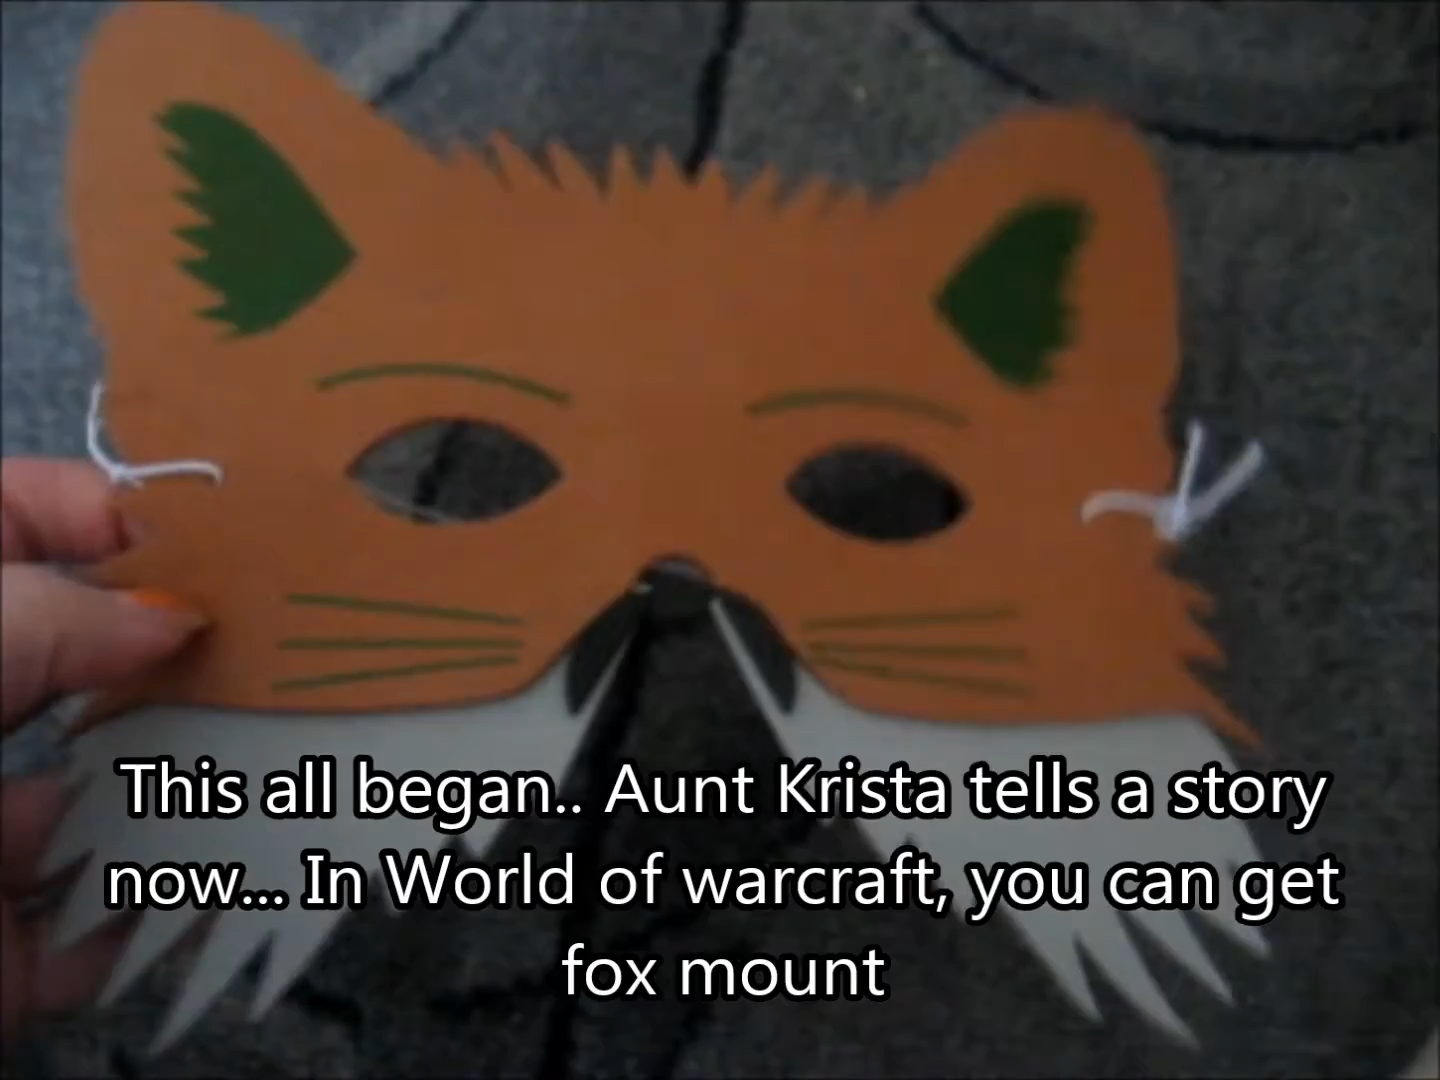 This all began.. Aunt Krista tells a story
now... In World of warcraft, you can get
fox mount